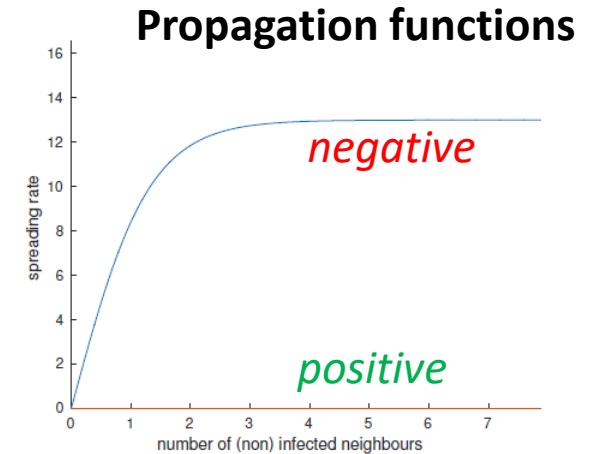 Propagation functions
16
14
12
10
8
6
4
2
0
spreading rate
negative
positive
0 1 2 3 4 5 6 7
number of (non) infected neighbours